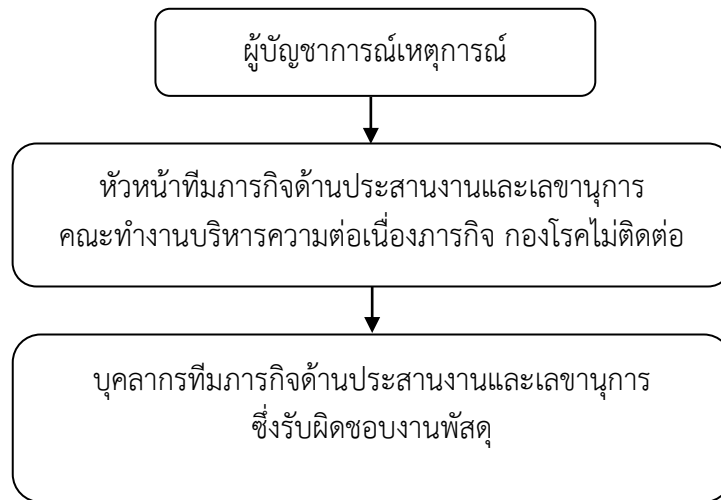 ผู้บัญชาการณ์เหตุการณ์
หัวหน้าทีมภารกิจด้านประสานงานและเลขานุการ
คณะทำงานบริหารความต่อเนื่องภารกิจ กองโรคไม่ติดต่อ
บุคลากรทีมภารกิจด้านประสานงานและเลขานุการ
ซึ่งรับผิดชอบงานพัสดุ